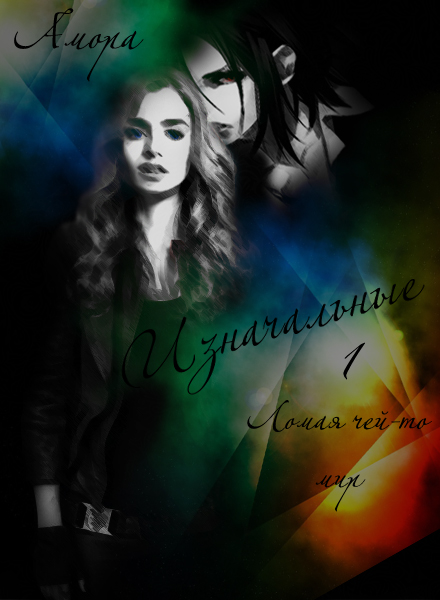 Амора
Изначальные
1
Ломая чей-то
мир